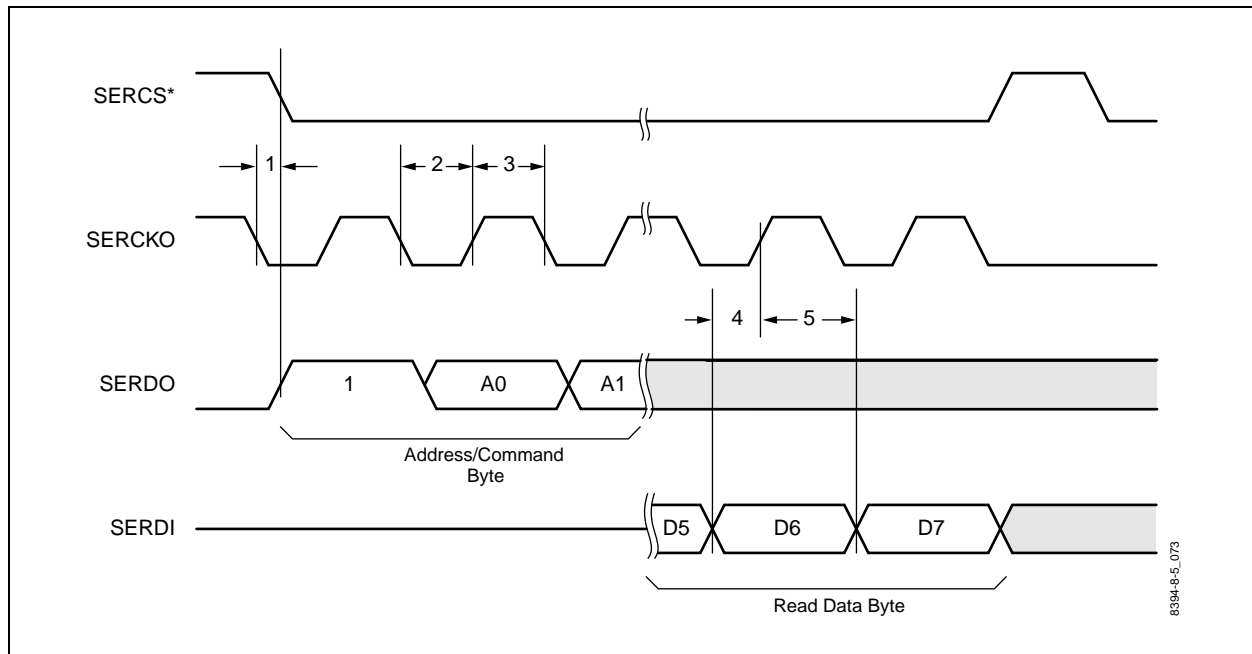 SERCS*
1
2
3
SERCKO
4
5
SERDO
1
A0
A1
Address/Command
Byte
SERDI
D5
D6
D7
Read Data Byte
8394-8-5_073